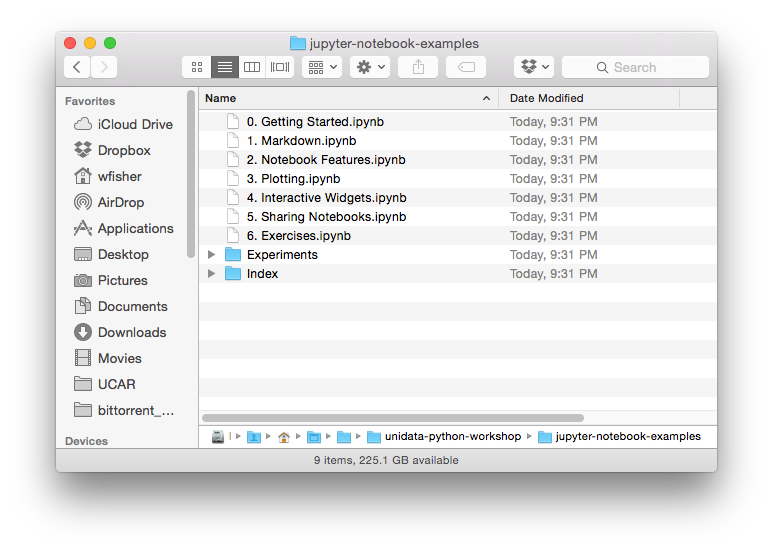 jupyter-notebook-examples
Search
Favorites
iCloud Drive
Dropbox
wfisher
AirDrop
Applications
Desktop
Pictures
Documents
Downloads
Movies
UCAR
bittorrent_...
Devices
Name Date Modified
0. Getting Started.ipynb Today, 9:31 PM
1. Markdown.ipynb Today, 9:31 PM
2. Notebook Features.ipynb Today, 9:31 PM
3. Plotting.ipynb Today, 9:31 PM
4. Interactive Widgets.ipynb Today, 9:31 PM
5. Sharing Notebooks.ipynb Today, 9:31 PM
6. Exercises.ipynb Today, 9:31 PM
Experiments Today, 9:31 PM
Index Today, 9:31 PM
unidata-python-workshop jupyter-notebook-examples
9 items, 225.1 GB available